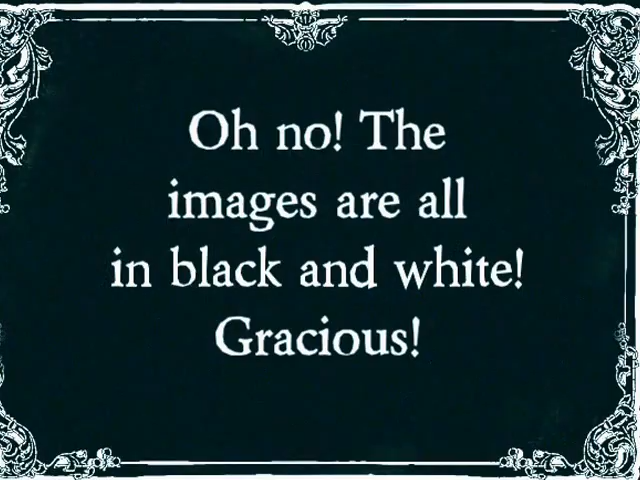 Oh no! The
images are all
in black and white!
Gracious!